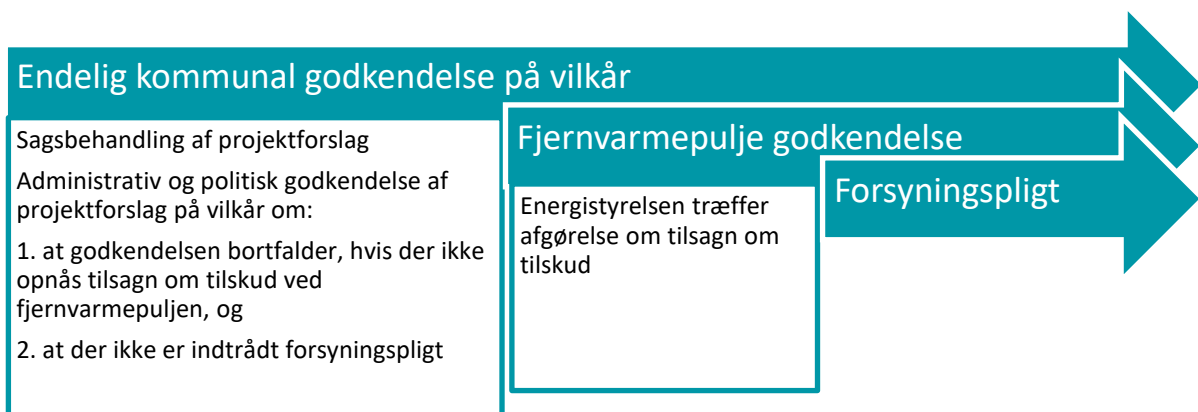 Endelig kommunal godkendelse på vilkår
Sagsbehandling af projektforslag
Administrativ og politisk godkendelse af
projektforslag på vilkår om:
1. at godkendelsen bortfalder, hvis der ikke
opnås tilsagn om tilskud ved
fjernvarmepuljen, og
2. at der ikke er indtrådt forsyningspligt
Fjernvarmepulje godkendelse
Energistyrelsen træffer
afgørelse om tilsagn om
tilskud
Forsyningspligt